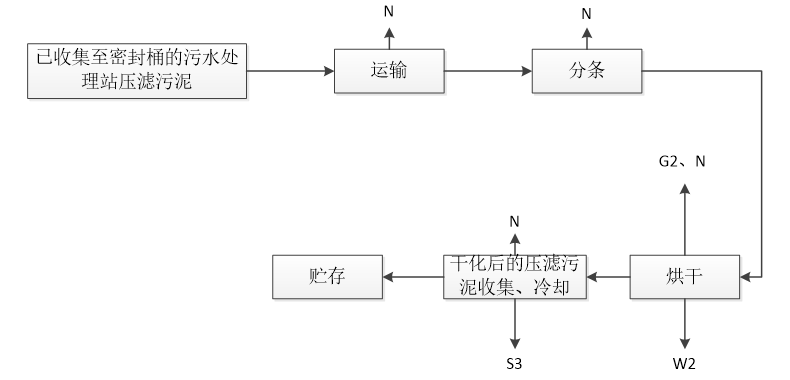 N
N
已收集至密封桶的污水处
理站压滤污泥
运输
分条
G2、N
N
贮存
干化后的压滤污
泥收集、冷却
烘干
S3
W2